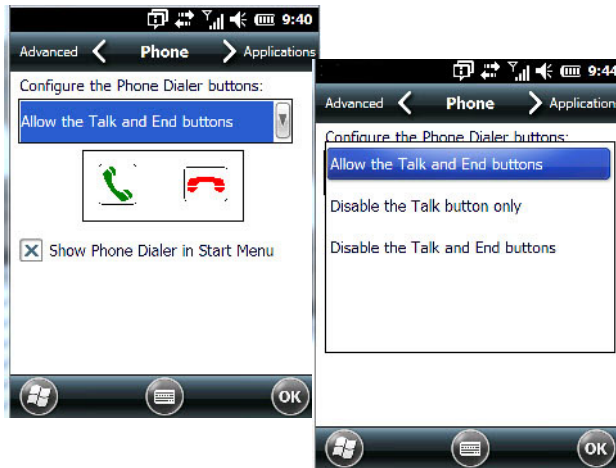 9:40
Advanced Phone Applications
Configure the Phone Dialer buttons:
Allow the Talk and End buttons
Show Phone Dialer in Start Menu
OK
9:44
Advanced Phone Application
Configure the Phone Dialer buttons:
Allow the Talk and End buttons
Disable the Talk button only
Disable the Talk and End buttons
OK